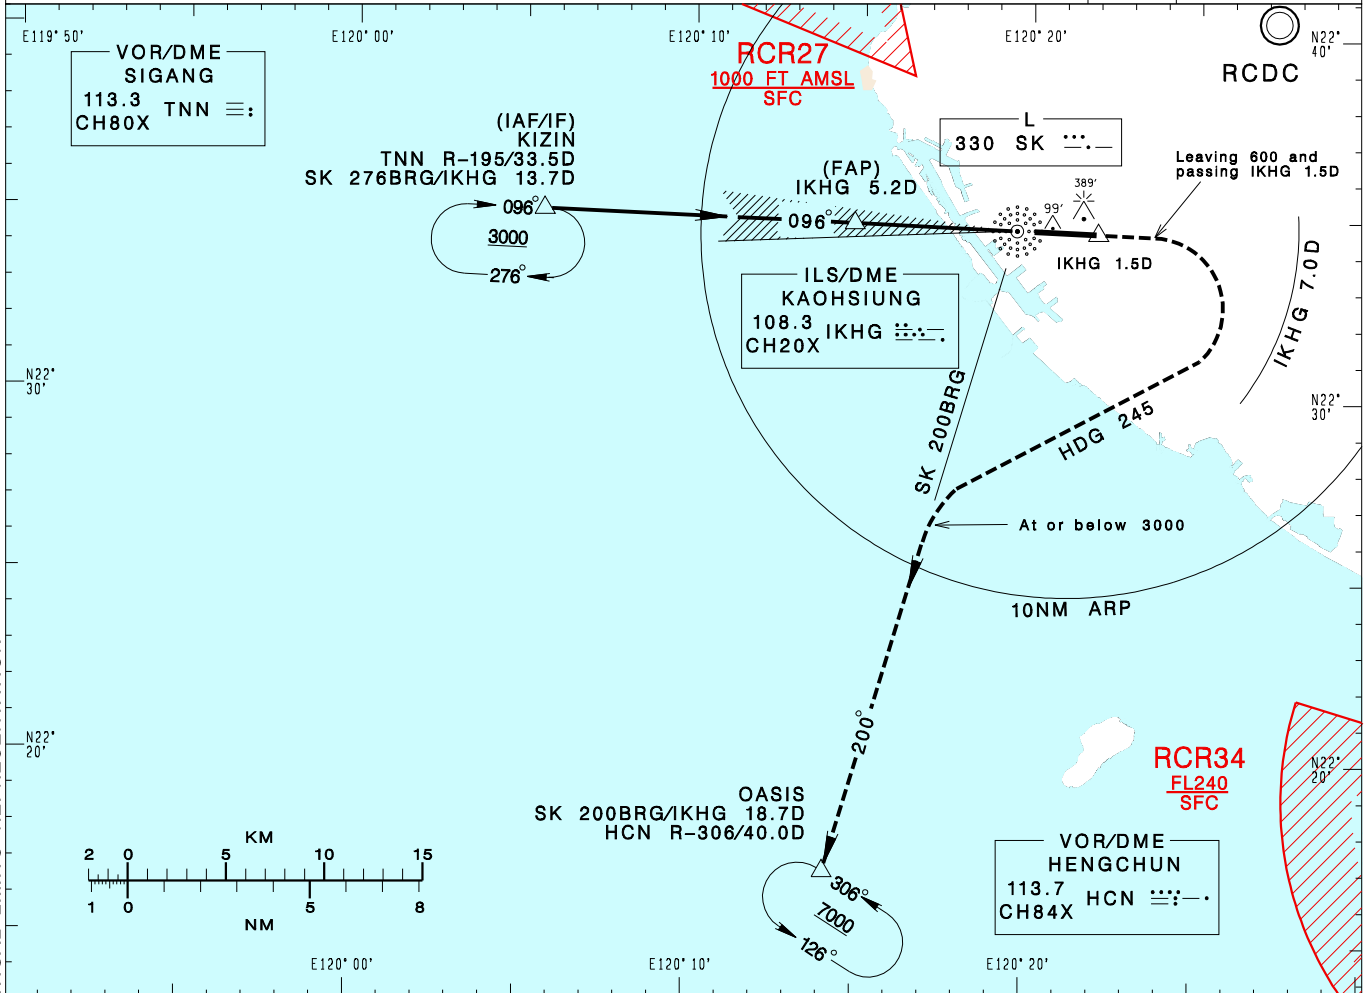 E119°50'
E120°00'
E120°10'
E120°20'
N22°
40'
VOR/DME
SIGANG
113.3
CH80X
TNN
RCR27
1000 FT AMSL
SFC
RCDC
L
330 SK
(IAF/IF)
KIZIN
TNN R-195/33.5D
SK 276BRG/IKHG 13.7D
(FAP)
IKHG 5.2D
Leaving 600 and
passing IKHG 1.5D
389'
99'
096°
3000
276°
096°
IKHG 1.5D
IKHG 7.0D
ILS/DME
KAOHSIUNG
108.3
CH20X
IKHG
N22°
30'
N22°
30'
SK 200BRG
HDG 245
At or below 3000
10NM ARP
200°
N22°
20'
N22°
20'
RCR34
FL240
SFC
OASIS
SK 200BRG/IKHG 18.7D
HCN R-306/40.0D
306°
7000
126°
VOR/DME
HENGCHUN
113.7
CH84X
HCN
KM
2 0 5 10 15
1 0 5 8
NM
E120°00'
E120°10'
E120°20'